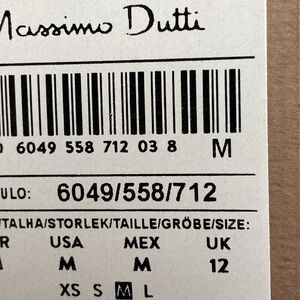 Massimo Dutti
0 6049 558 712 03 8 M
ULO: 6049/558/712
/TALHA/STORLEK/TAILLE/GRÖBE/SIZE:
R USA MEX UK
M M 12
XS S M L